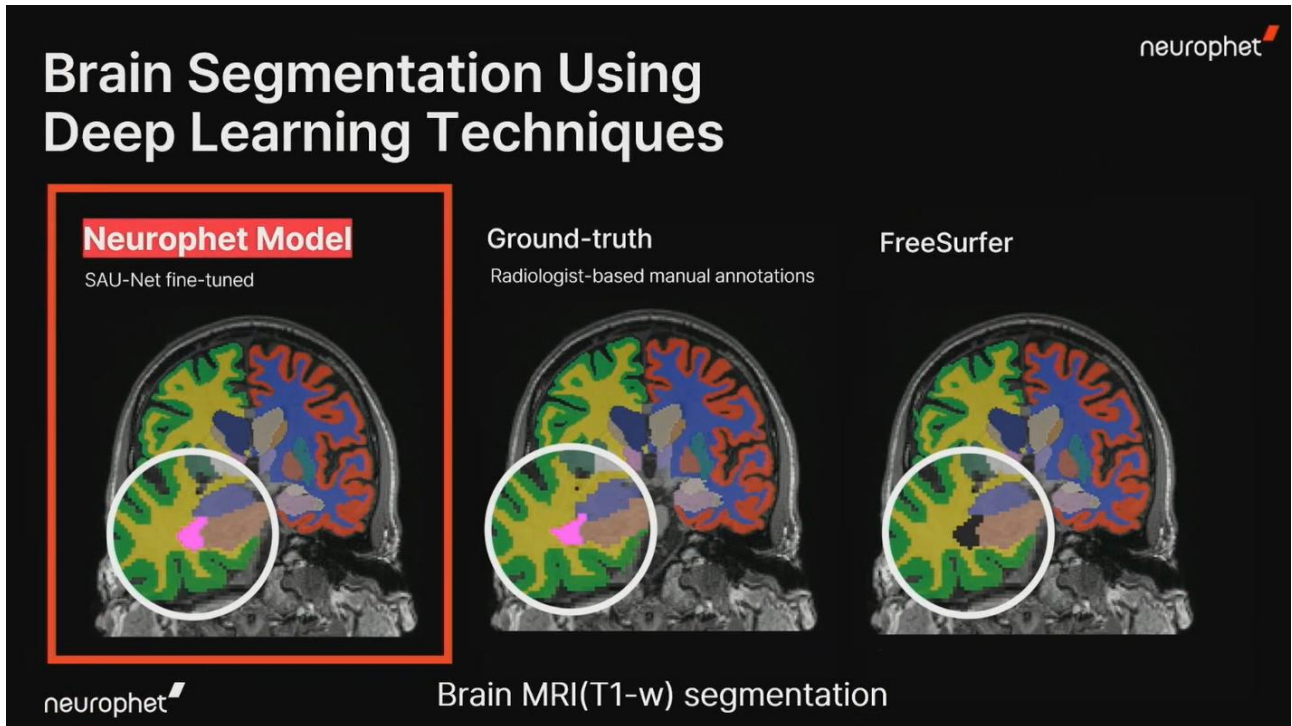 neurophet
Brain Segmentation Using
Deep Learning Techniques
Neurophet Model
SAU-Net fine-tuned
Ground-truth
Radiologist-based manual annotations
FreeSurfer
neurophet
Brain MRI(T1-w) segmentation